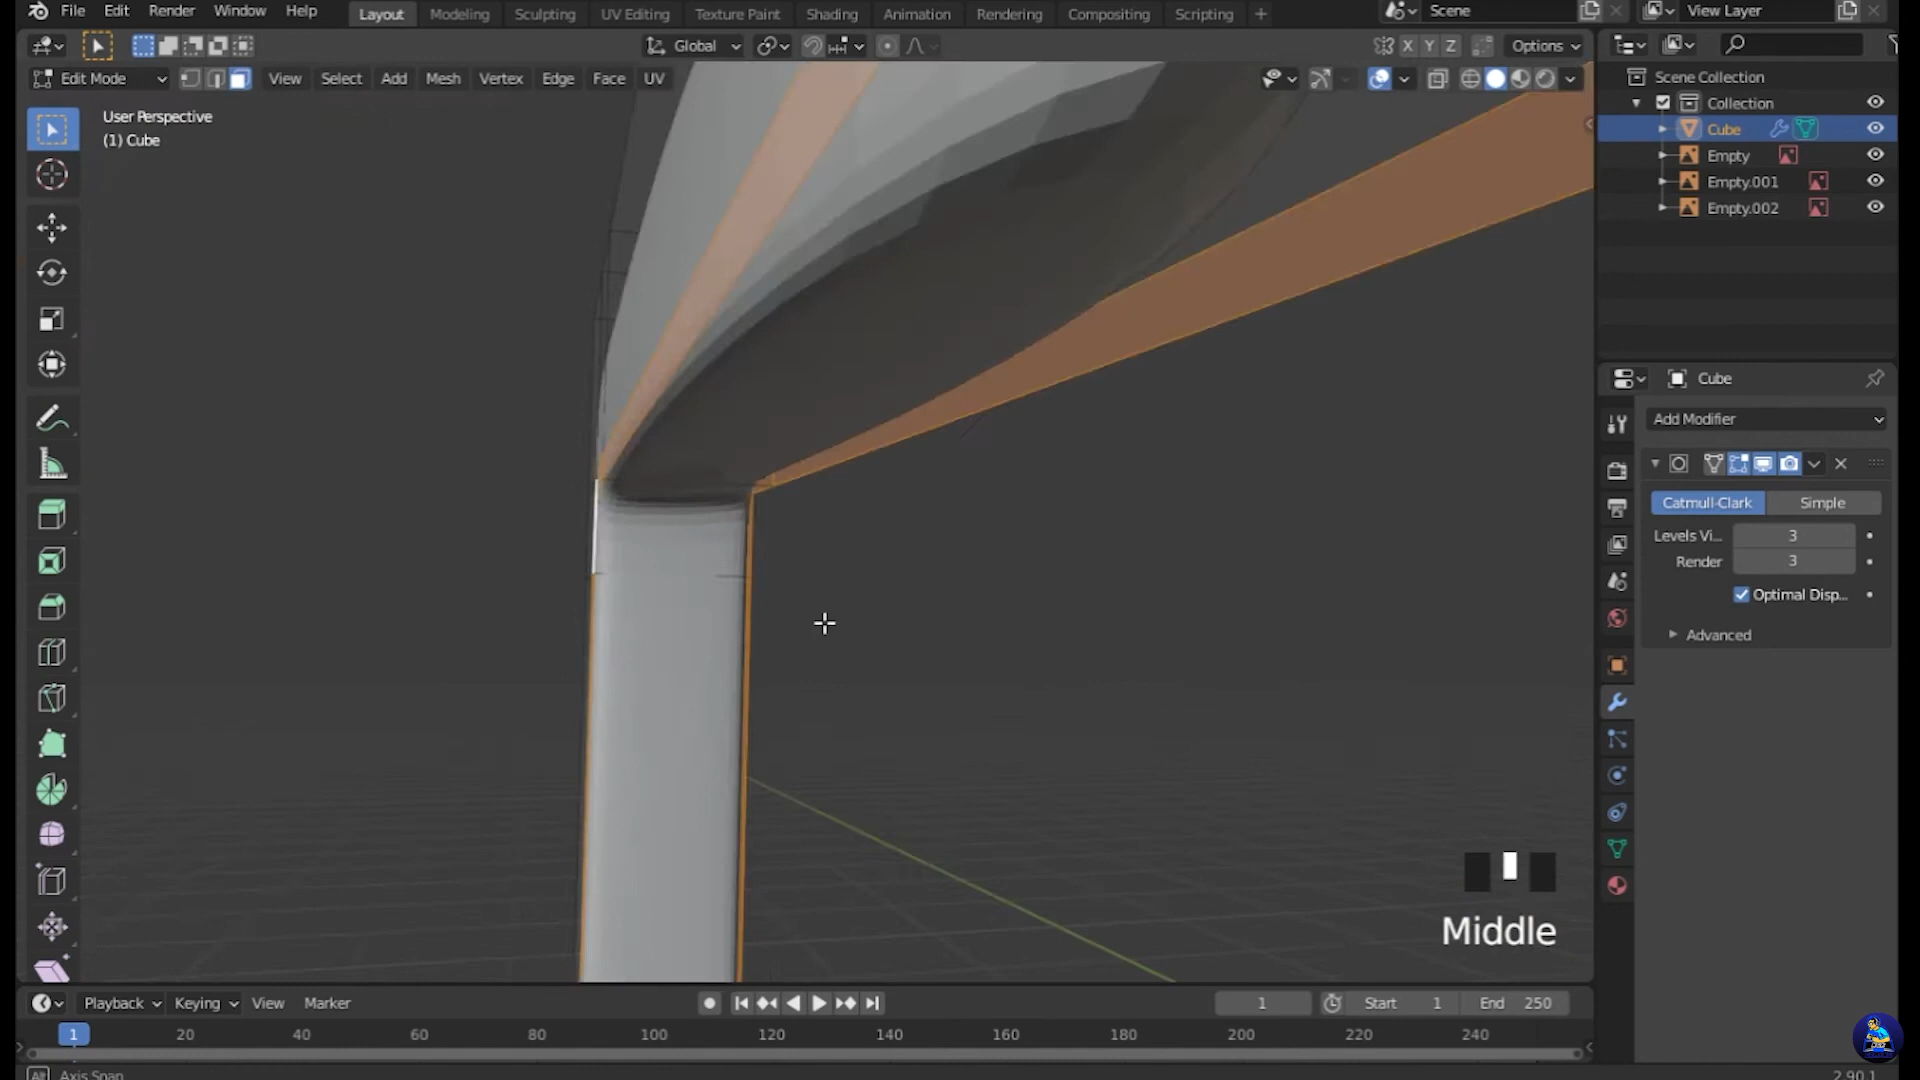 File Edit Render Window Help Layout Modeling Sculpting UV Editing Texture Paint Shading Animation Rendering Compositing Scripting + Scene View Layer
Global X Y Z Options
Edit Mode View Select Add Mesh Vertex Edge Face UV
User Perspective
(1) Cube
Scene Collection
Collection
Cube
Empty
Empty.001
Empty.002
Cube
Add Modifier
Catmull-Clark Simple
Levels Vi... 3
Render 3
Optimal Disp...
Advanced
Middle
Playback Keying View Marker 1 Start 1 End 250
1 20 40 60 80 100 120 140 160 180 200 220 240
Alt Axis Snap 2.90.1